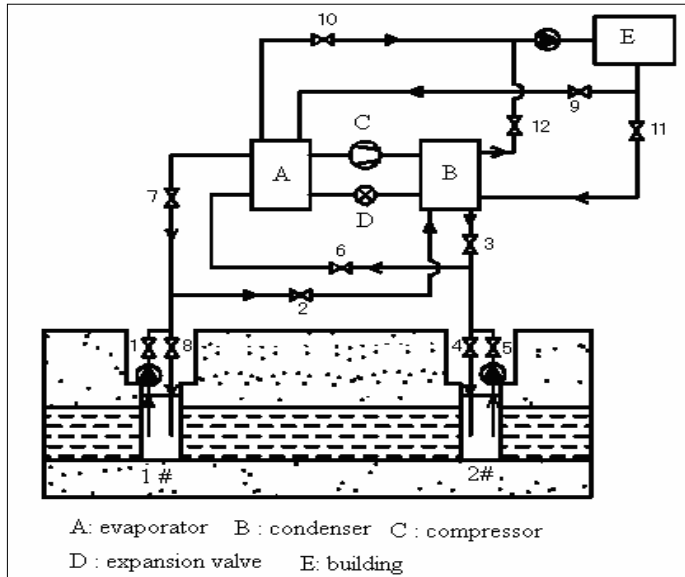 10
E
9
C
12
11
A
B
7
D
3
6
2
1
8
4
5
1 #
2#
A: evaporator B : condenser C : compressor
D : expansion valve E: building